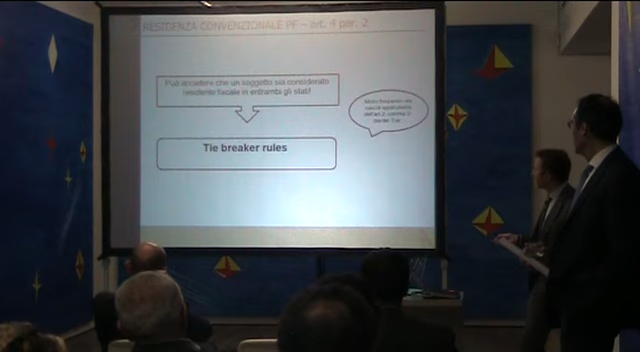 RESIDENZA CONVENZIONALE PF – art. 4 par. 2
Può accadere che un soggetto sia considerato
residente fiscale in entrambi gli stati!
Tie breaker rules